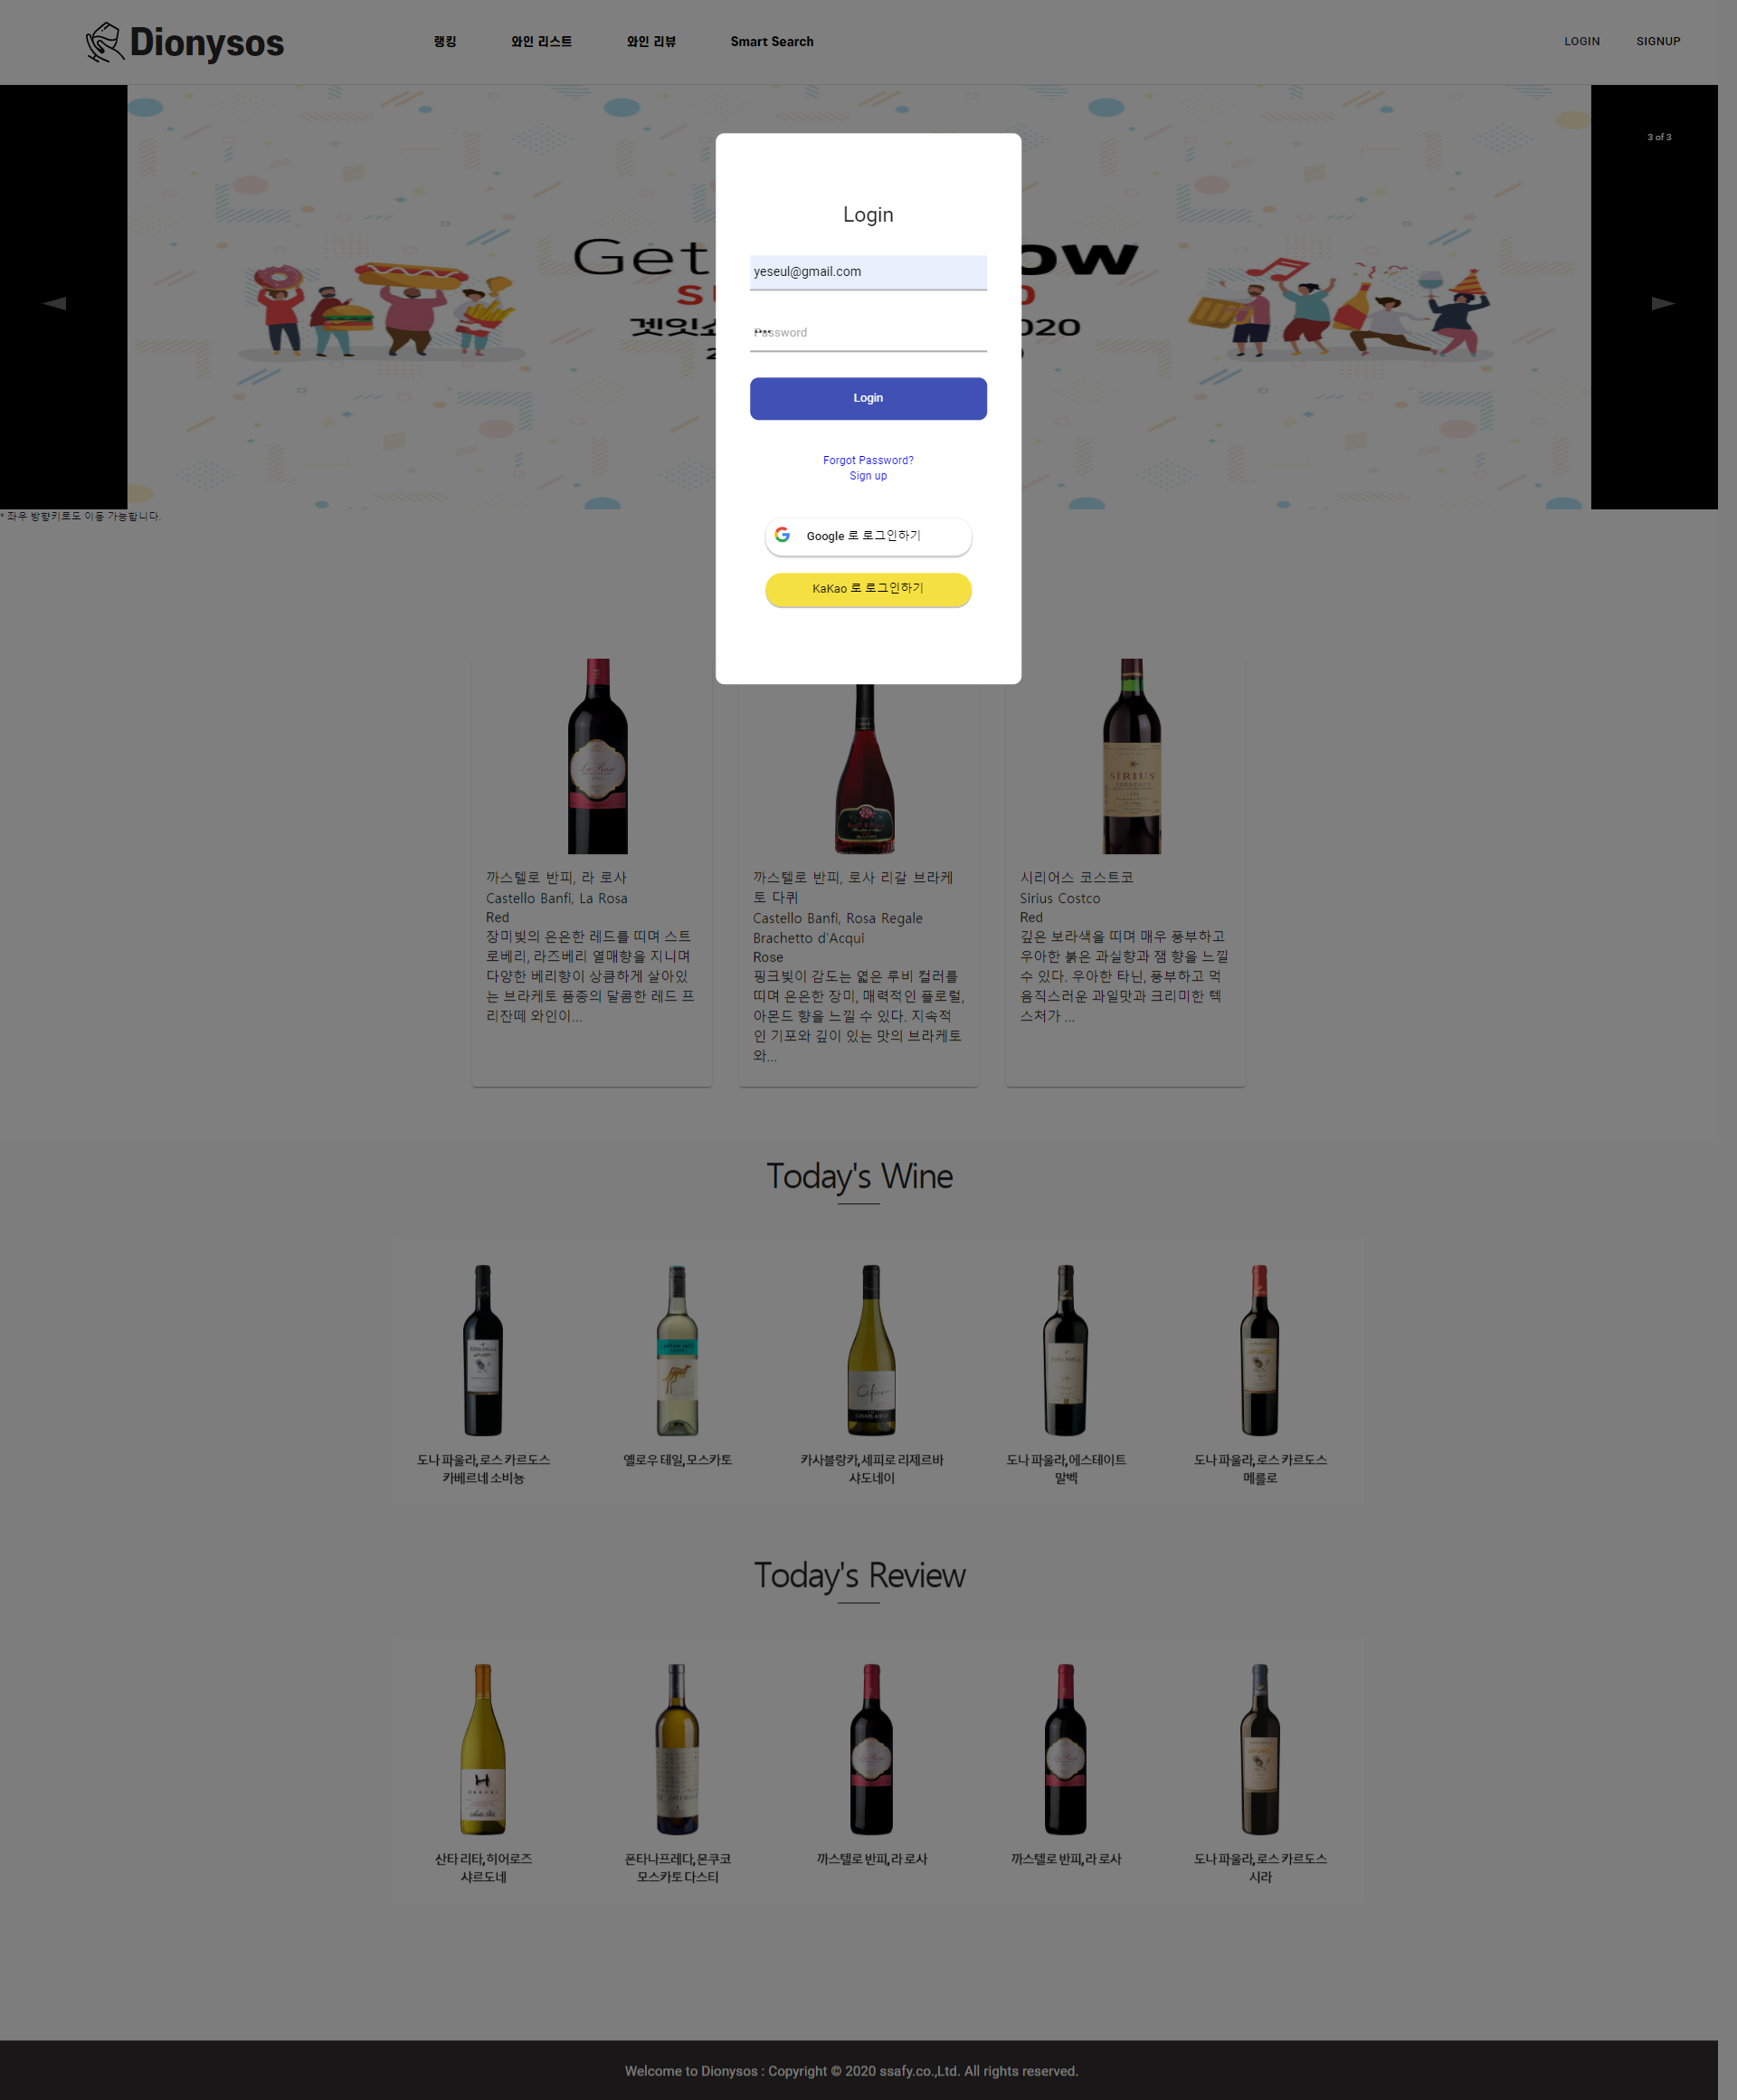 Dionysos
랭킹
와인 리스트
와인 리뷰
Smart Search
LOGIN
SIGNUP
3 of 3
Get
ow
Login
yeseul@gmail.com
Password
Login
Forgot Password?
Sign up
Google 로 로그인하기
KaKao 로 로그인하기
* 좌우 방향키로도 이동 가능합니다.
SIRIUS
까스텔로 반피, 라 로사
Castello Banfi, La Rosa
Red
장미빛의 은은한 레드를 띠며 스트
로베리, 라즈베리 열매향을 지니며
다양한 베리향이 상큼하게 살아있
는 브라케토 품종의 달콤한 레드 프
리잔떼 와인이...
까스텔로 반피, 로사 리갈 브라케
토 다퀴
Castello Banfi, Rosa Regale
Brachetto d'Acqui
Rose
핑크빛이 감도는 엷은 루비 컬러를
띠며 은은한 장미, 매력적인 플로럴,
아몬드 향을 느낄 수 있다. 지속적
인 기포와 깊이 있는 맛의 브라케토
와...
시리어스 코스트코
Sirius Costco
Red
깊은 보라색을 띠며 매우 풍부하고
우아한 붉은 과실향과 잼 향을 느낄
수 있다. 우아한 타닌, 풍부하고 먹
음직스러운 과일맛과 크리미한 텍
스처가 ...
Today's Wine
도나 파울라, 로스 카르도스
카베르네 소비뇽
옐로우 테일, 모스카토
카사블랑카, 세피로 리제르바
샤도네이
도나 파울라, 에스테이트
말벡
도나 파울라, 로스 카르도스
메를로
Today's Review
산타 리타, 히어로즈
샤르도네
폰타나프레다, 몬쿠코
모스카토 다스티
까스텔로 반피, 라 로사
까스텔로 반피, 라 로사
도나 파울라, 로스 카르도스
시라
Welcome to Dionysos : Copyright © 2020 ssafy.co.,Ltd. All rights reserved.